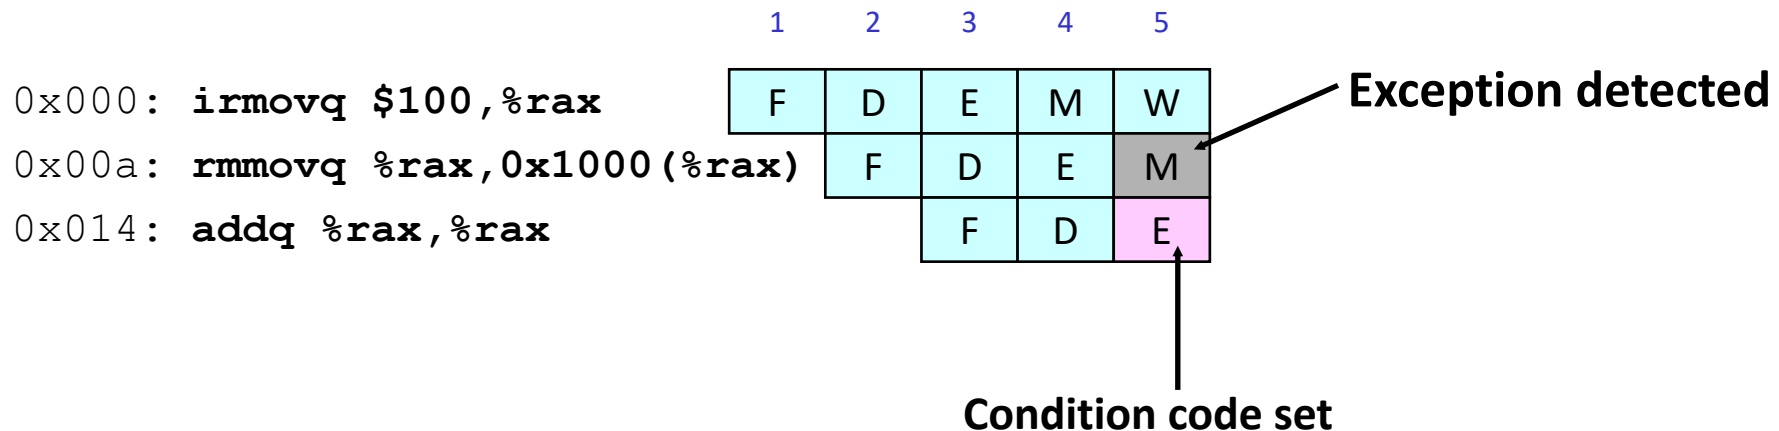 1 2 3 4 5
0x000: irmovq $100,%rax F D E M W Exception detected
0x00a: rmmovq %rax,0x1000(%rax) F D E M
0x014: addq %rax,%rax F D E
Condition code set